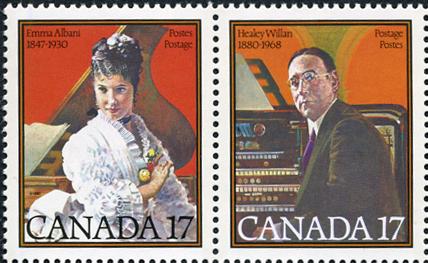 Emma Albani
1847-1930
Postes
Postage
CANADA 17
Healey Willan
1880-1968
Postage
Postes
CANADA 17